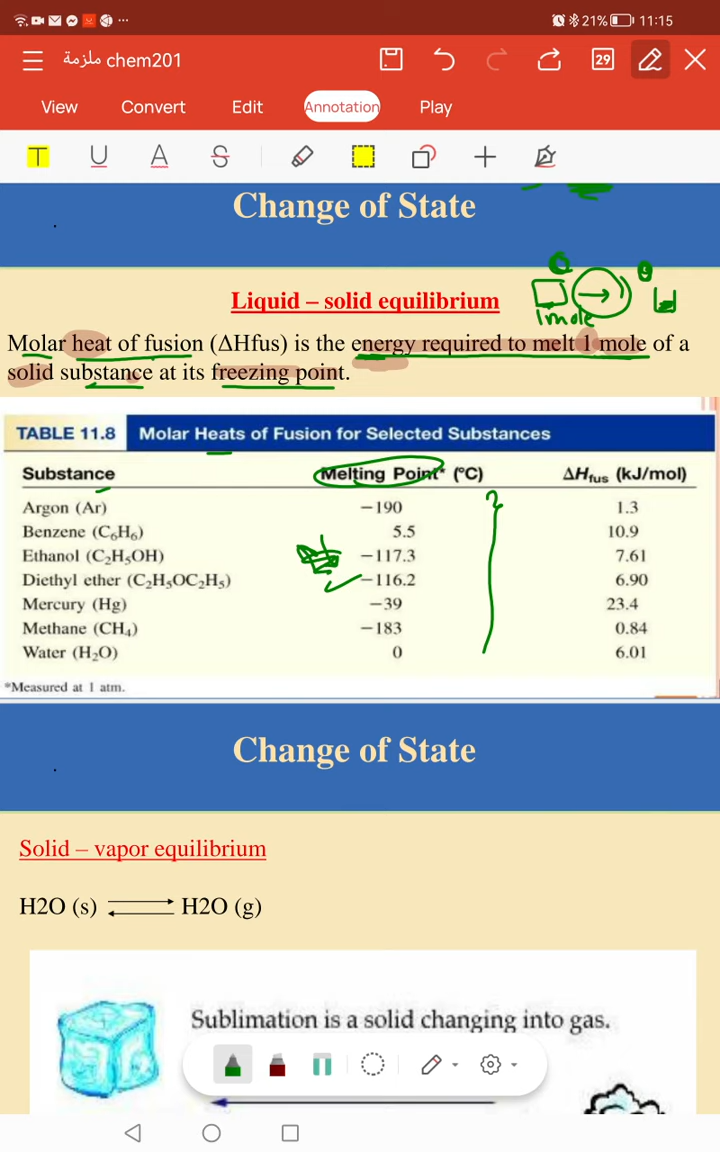 21% 11:15
ملزمة chem201
29
View Convert Edit Annotation Play
T U A S
Change of State
Liquid – solid equilibrium
1mole
Molar heat of fusion (ΔHfus) is the energy required to melt 1 mole of a
solid substance at its freezing point.
TABLE 11.8 Molar Heats of Fusion for Selected Substances
Substance Melting Point* (°C) ΔHfus (kJ/mol)
Argon (Ar) −190 1.3
Benzene (C6H6) 5.5 10.9
Ethanol (C2H5OH) −117.3 7.61
Diethyl ether (C2H5OC2H5) −116.2 6.90
Mercury (Hg) −39 23.4
Methane (CH4) −183 0.84
Water (H2O) 0 6.01
*Measured at 1 atm.
Change of State
Solid – vapor equilibrium
H2O (s) ⇌ H2O (g)
Sublimation is a solid changing into gas.